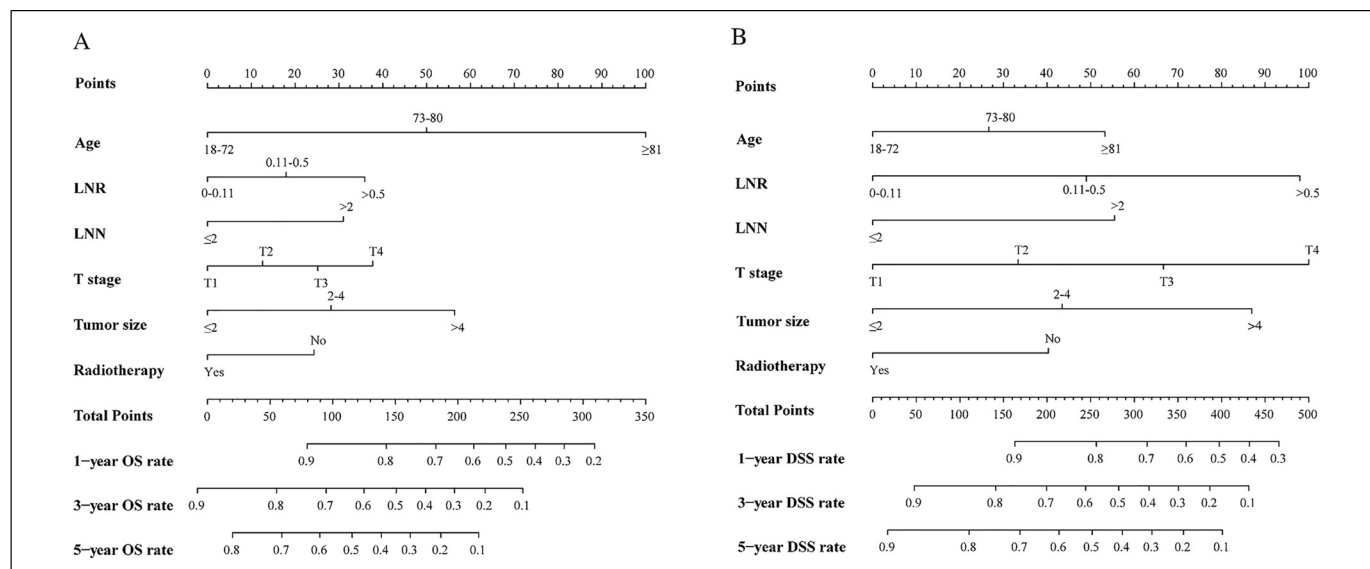 A
Points
0 10 20 30 40 50 60 70 80 90 100
73-80
Age
18-72 ≥81
0.11-0.5
LNR
0-0.11 >0.5
>2
LNN
≤2
T2 T4
T stage
T1 T3
2-4
Tumor size
≤2 >4
No
Radiotherapy
Yes
Total Points
0 50 100 150 200 250 300 350
1−year OS rate
0.9 0.8 0.7 0.6 0.5 0.4 0.3 0.2
3−year OS rate
0.9 0.8 0.7 0.6 0.5 0.4 0.3 0.2 0.1
5−year OS rate
0.8 0.7 0.6 0.5 0.4 0.3 0.2 0.1
B
Points
0 10 20 30 40 50 60 70 80 90 100
73-80
Age
18-72 ≥81
LNR
0-0.11 0.11-0.5 >0.5
>2
LNN
≤2
T2 T4
T stage
T1 T3
2-4
Tumor size
≤2 >4
No
Radiotherapy
Yes
Total Points
0 50 100 150 200 250 300 350 400 450 500
1−year DSS rate
0.9 0.8 0.7 0.6 0.5 0.4 0.3
3−year DSS rate
0.9 0.8 0.7 0.6 0.5 0.4 0.3 0.2 0.1
5−year DSS rate
0.9 0.8 0.7 0.6 0.5 0.4 0.3 0.2 0.1